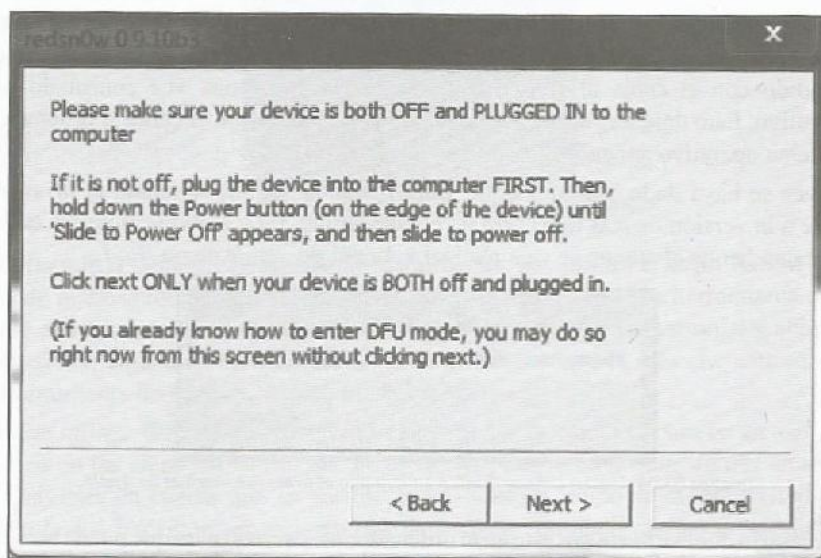 redsn0w 0.9.10b3
X
Please make sure your device is both OFF and PLUGGED IN to the
computer
If it is not off, plug the device into the computer FIRST. Then,
hold down the Power button (on the edge of the device) until
'Slide to Power Off' appears, and then slide to power off.
Click next ONLY when your device is BOTH off and plugged in.
(If you already know how to enter DFU mode, you may do so
right now from this screen without clicking next.)
< Back
Next >
Cancel